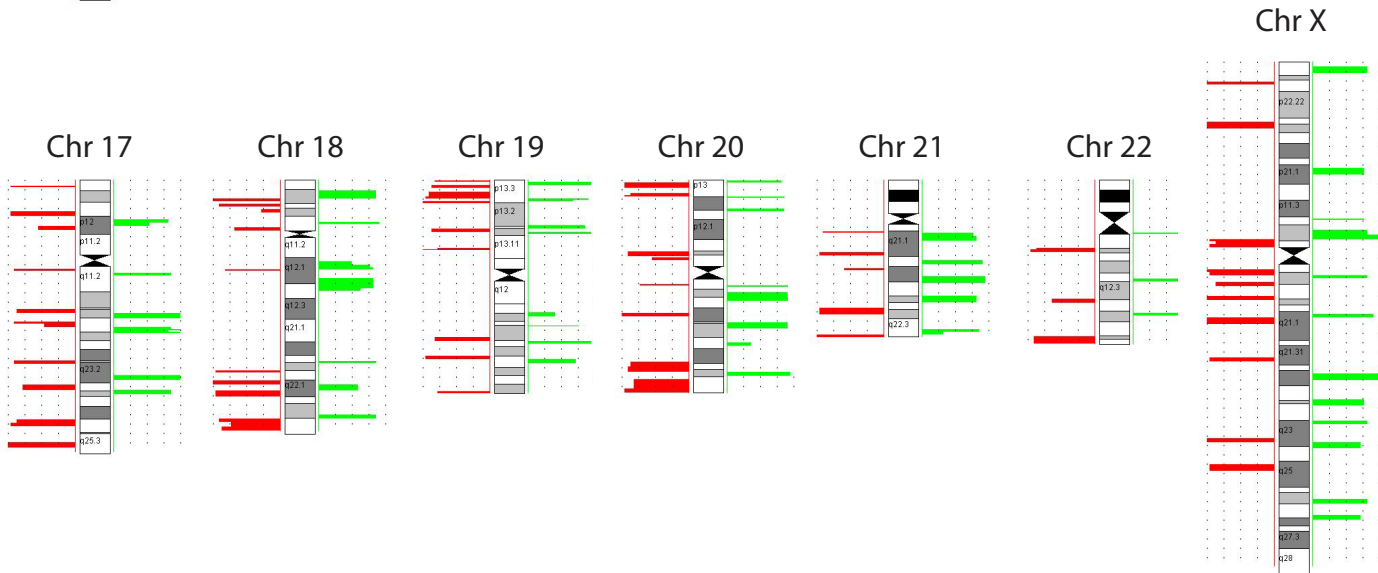 Chr X
Chr 17
Chr 18
Chr 19
Chr 20
Chr 21
Chr 22
p12
p11.2
q11.2
q23.2
q25.3
q11.2
q12.1
q12.3
q21.1
q22.1
p13.3
p13.2
p13.11
q12
p13
p12.1
q21.1
q22.3
q12.3
p22.22
p21.1
p11.3
q21.1
q21.31
q23
q25
q27.3
q28